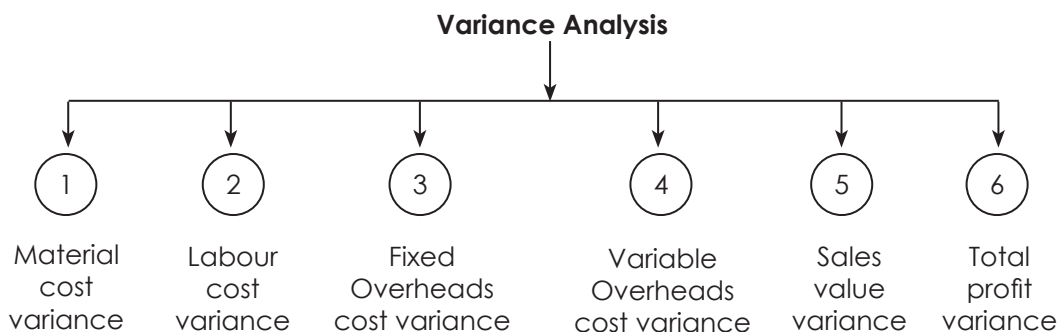 Variance Analysis
1
2
3
4
5
6
Material
cost
variance
Labour
cost
variance
Fixed
Overheads
cost variance
Variable
Overheads
cost variance
Sales
value
variance
Total
profit
variance